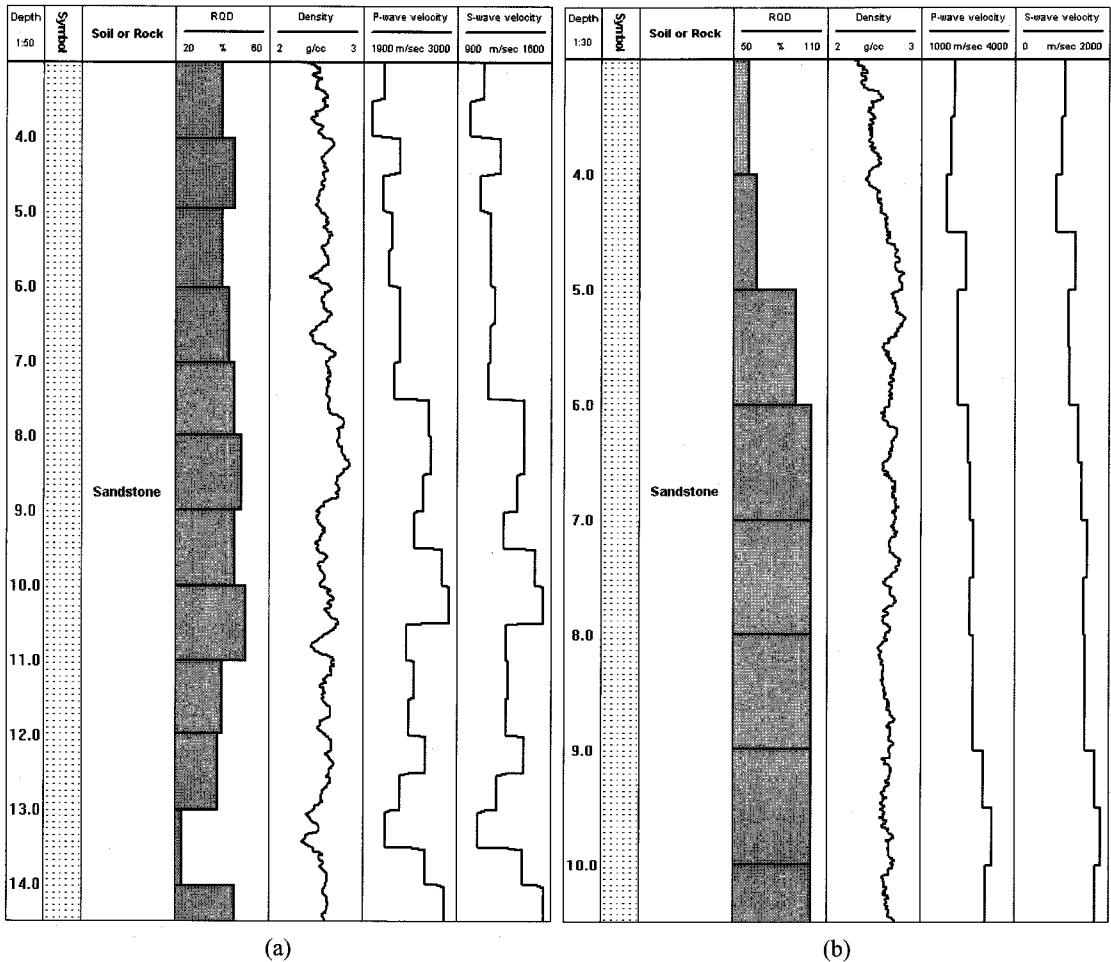 Depth
1:50
Symbol
Soil or Rock
RQD
20 % 60
Density
2 g/cc 3
P-wave velocity
1900 m/sec 3000
S-wave velocity
900 m/sec 1600
4.0
5.0
6.0
7.0
8.0
9.0
10.0
11.0
12.0
13.0
14.0
Sandstone
(a)
Depth
1:30
Symbol
Soil or Rock
RQD
50 % 110
Density
2 g/cc 3
P-wave velocity
1000 m/sec 4000
S-wave velocity
0 m/sec 2000
4.0
5.0
6.0
7.0
8.0
9.0
10.0
Sandstone
(b)